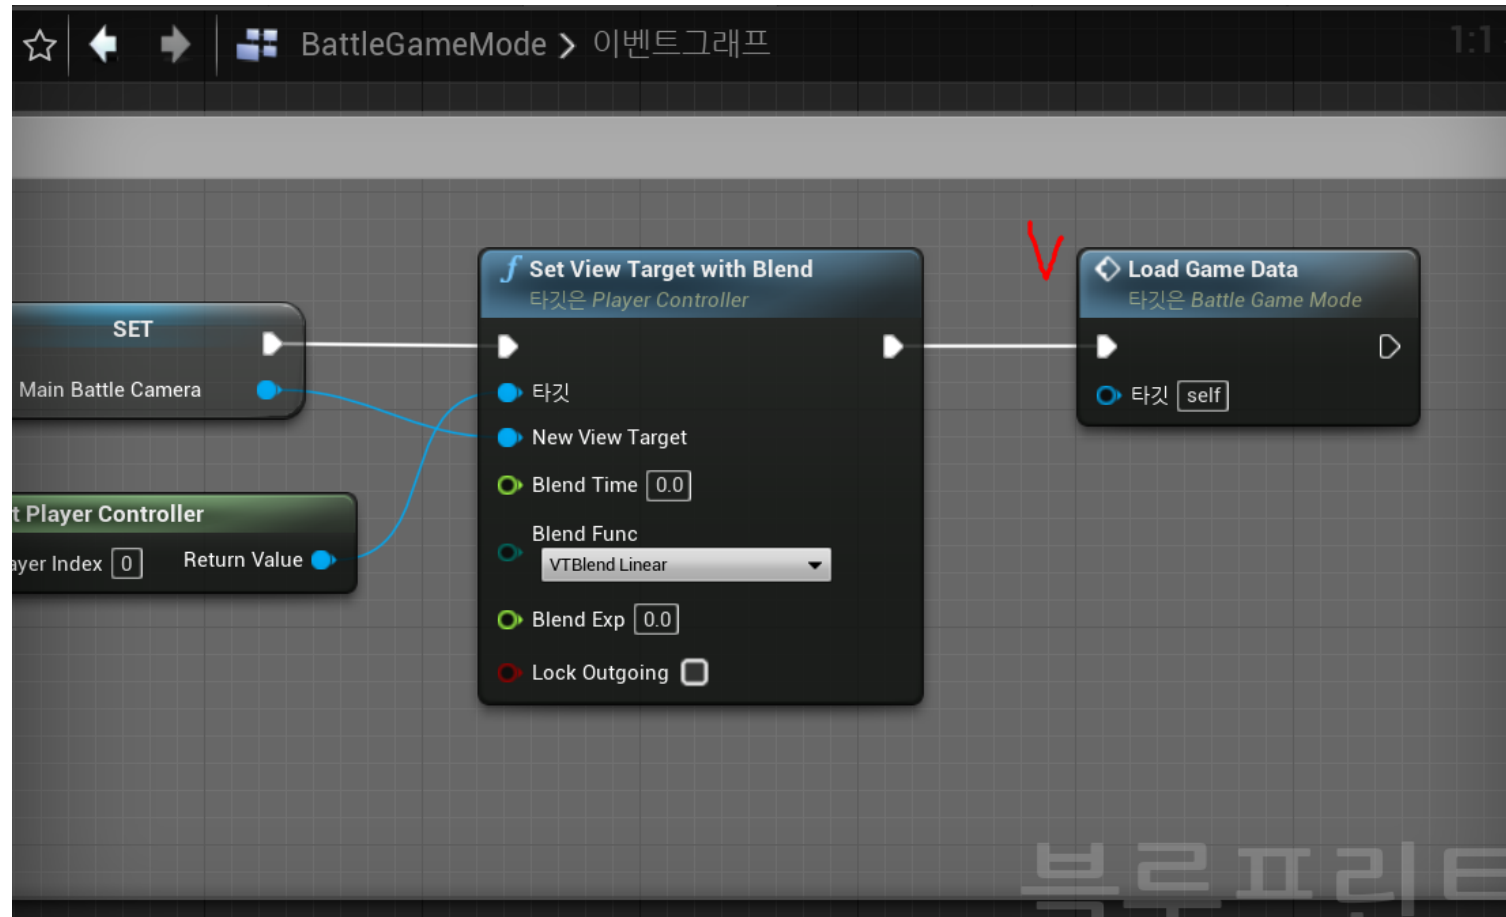 BattleGameMode > 이벤트그래프
1:1
SET
Main Battle Camera
t Player Controller
ayer Index 0 Return Value
Set View Target with Blend
타깃은 Player Controller
타깃
New View Target
Blend Time 0.0
Blend Func
VTBlend Linear
Blend Exp 0.0
Lock Outgoing
V
Load Game Data
타깃은 Battle Game Mode
타깃 self
블루프린트